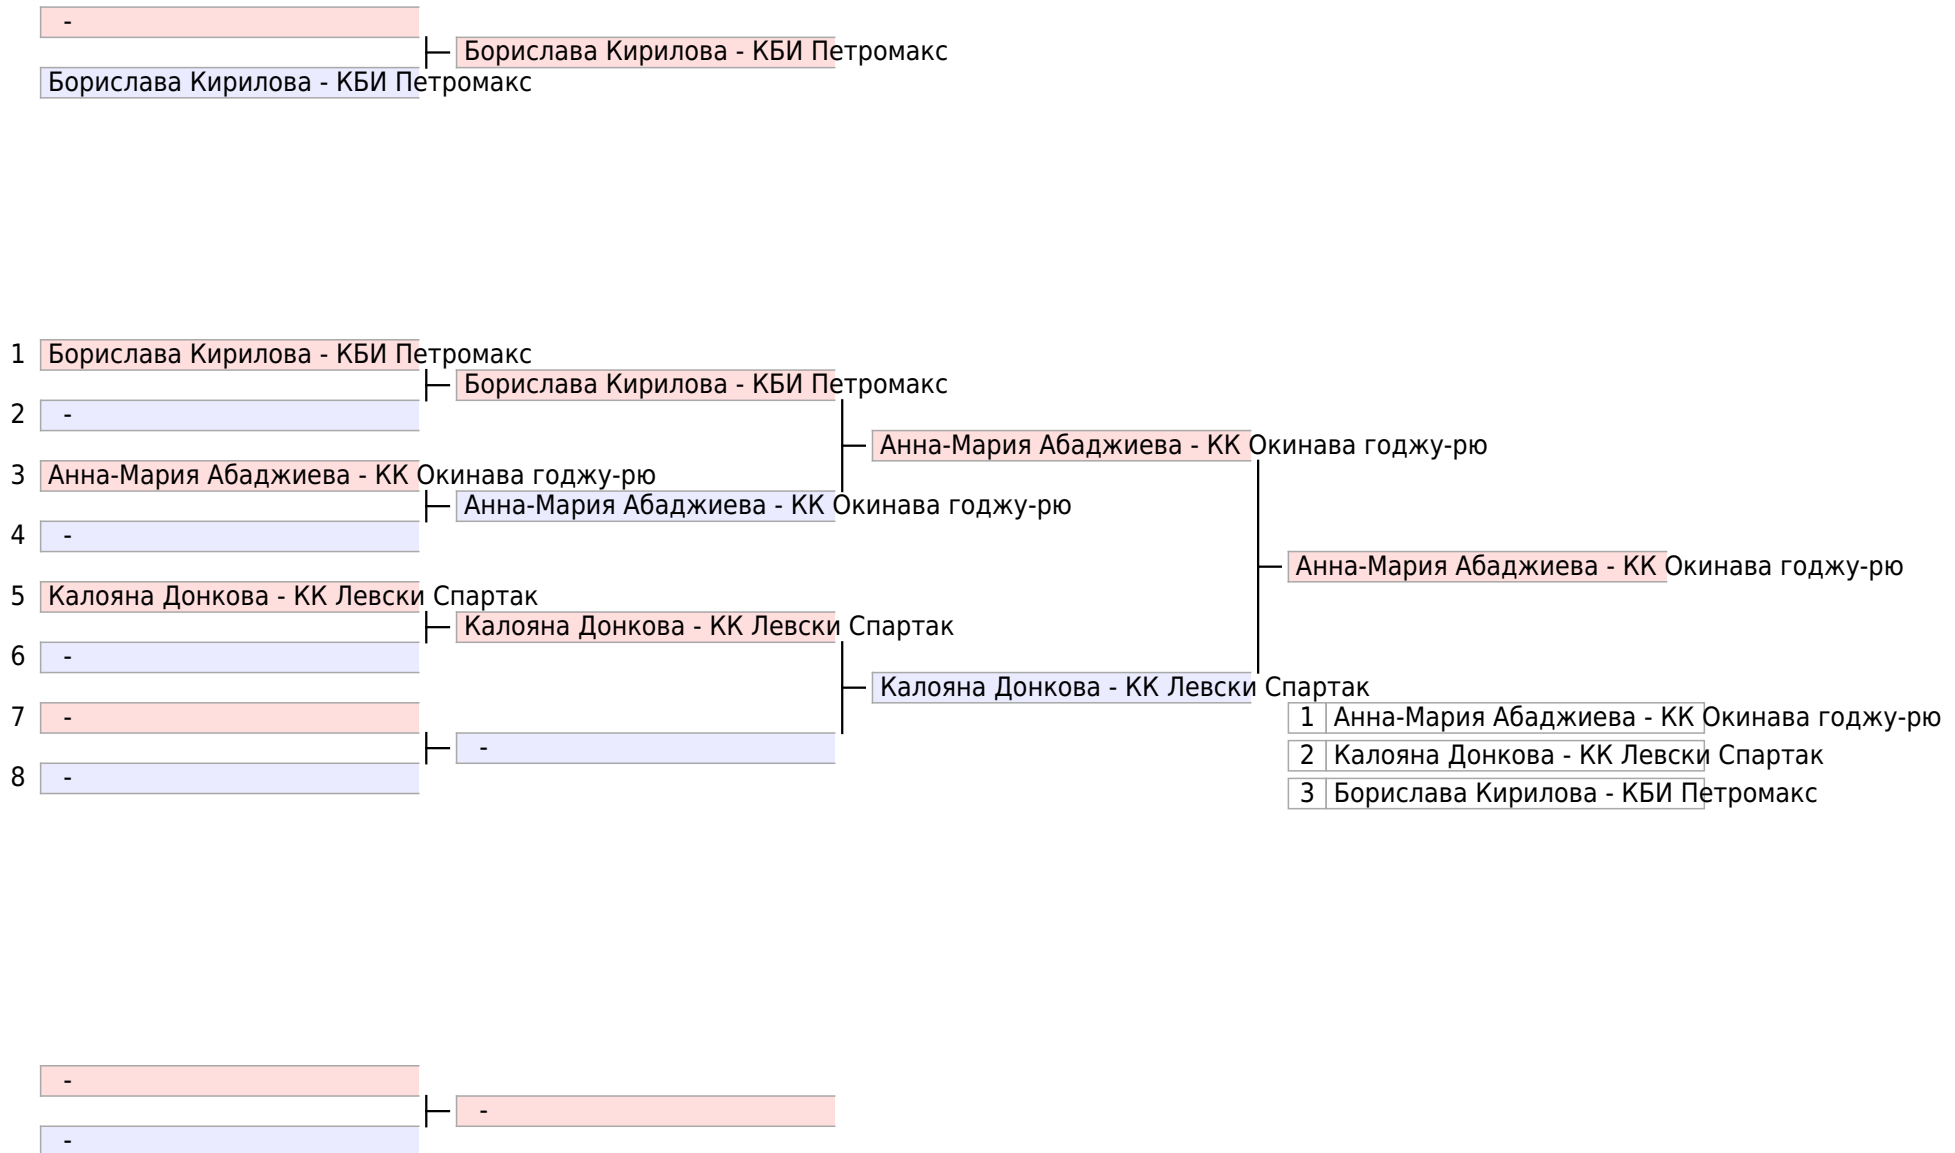 -
Борислава Кирилова - КБИ Петромакс
Борислава Кирилова - КБИ Петромакс
1 Борислава Кирилова - КБИ Петромакс
Борислава Кирилова - КБИ Петромакс
2 -
Анна-Мария Абаджиева - КК Окинава годжу-рю
3 Анна-Мария Абаджиева - КК Окинава годжу-рю
Анна-Мария Абаджиева - КК Окинава годжу-рю
4 -
Анна-Мария Абаджиева - КК Окинава годжу-рю
5 Калояна Донкова - КК Левски Спартак
Калояна Донкова - КК Левски Спартак
6 -
Калояна Донкова - КК Левски Спартак
7 -
1 Анна-Мария Абаджиева - КК Окинава годжу-рю
-
2 Калояна Донкова - КК Левски Спартак
8 -
3 Борислава Кирилова - КБИ Петромакс
-
-
-